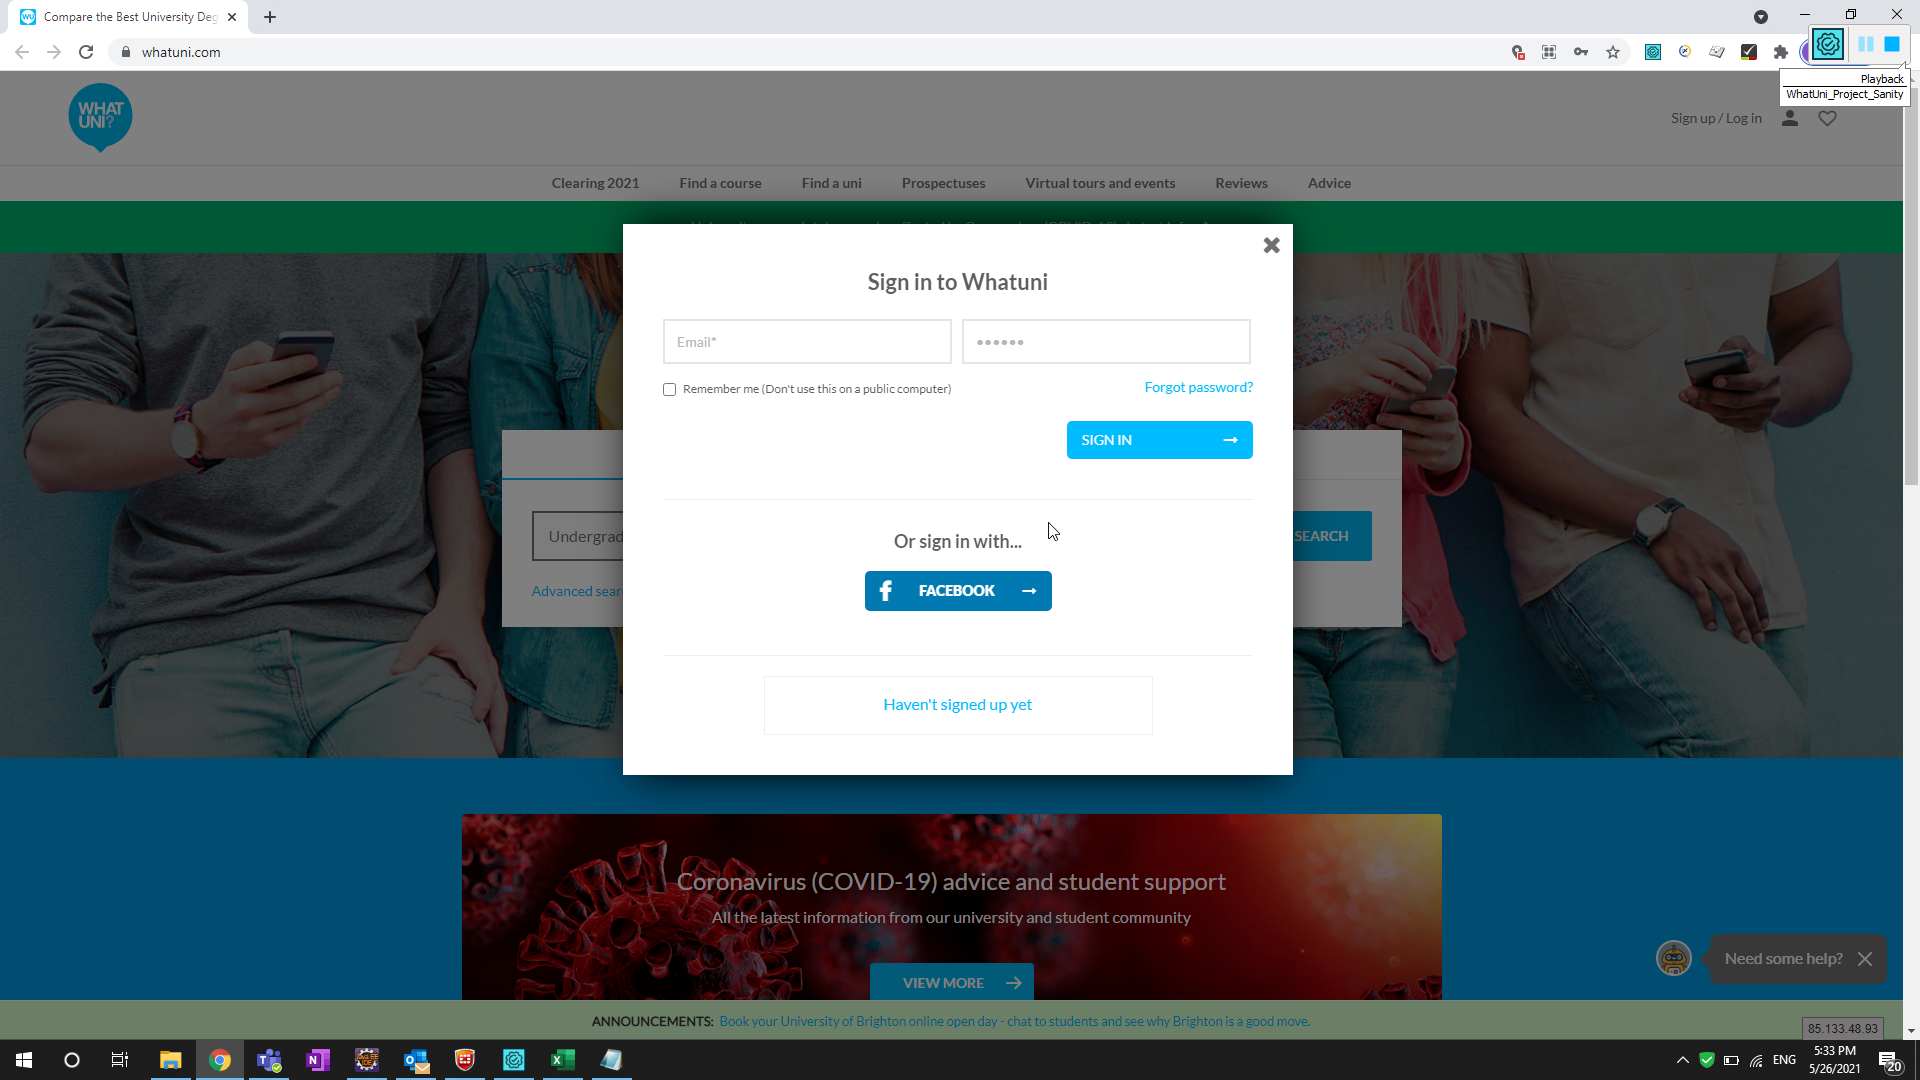 Compare the Best University Deg
whatuni.com
Playback
WhatUni_Project_Sanity
WHAT
UNI?
Sign up / Log in
Clearing 2021
Find a course
Find a uni
Prospectuses
Virtual tours and events
Reviews
Advice
Sign in to Whatuni
Email*
Remember me (Don't use this on a public computer)
Forgot password?
SIGN IN
Or sign in with...
Undergrad
SEARCH
FACEBOOK
Advanced sear
Haven't signed up yet
Coronavirus (COVID-19) advice and student support
All the latest information from our university and student community
Need some help?
VIEW MORE
ANNOUNCEMENTS: Book your University of Brighton online open day - chat to students and see why Brighton is a good move.
85.133.48.93
ENG
5:33 PM
5/26/2021
20